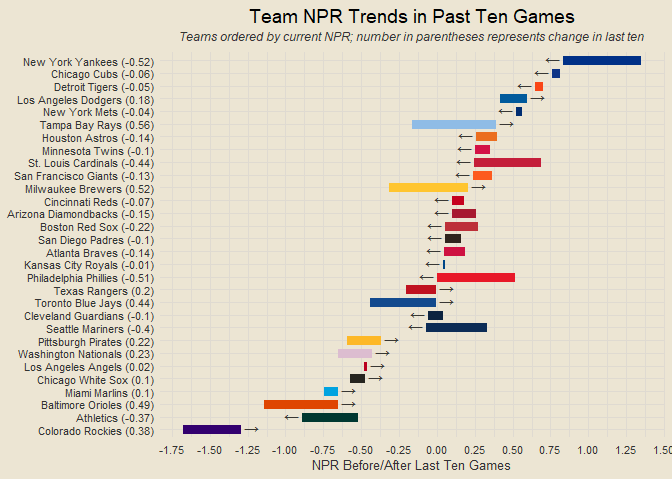 Team NPR Trends in Past Ten Games
Teams ordered by current NPR; number in parentheses represents change in last ten
New York Yankees (-0.52)
Chicago Cubs (-0.06)
Detroit Tigers (-0.05)
Los Angeles Dodgers (0.18)
New York Mets (-0.04)
Tampa Bay Rays (0.56)
Houston Astros (-0.14)
Minnesota Twins (-0.1)
St. Louis Cardinals (-0.44)
San Francisco Giants (-0.13)
Milwaukee Brewers (0.52)
Cincinnati Reds (-0.07)
Arizona Diamondbacks (-0.15)
Boston Red Sox (-0.22)
San Diego Padres (-0.1)
Atlanta Braves (-0.14)
Kansas City Royals (-0.01)
Philadelphia Phillies (-0.51)
Texas Rangers (0.2)
Toronto Blue Jays (0.44)
Cleveland Guardians (-0.1)
Seattle Mariners (-0.4)
Pittsburgh Pirates (0.22)
Washington Nationals (0.23)
Los Angeles Angels (0.02)
Chicago White Sox (0.1)
Miami Marlins (0.1)
Baltimore Orioles (0.49)
Athletics (-0.37)
Colorado Rockies (0.38)
-1.75 -1.50 -1.25 -1.00 -0.75 -0.50 -0.25 0.00 0.25 0.50 0.75 1.00 1.25 1.50
NPR Before/After Last Ten Games